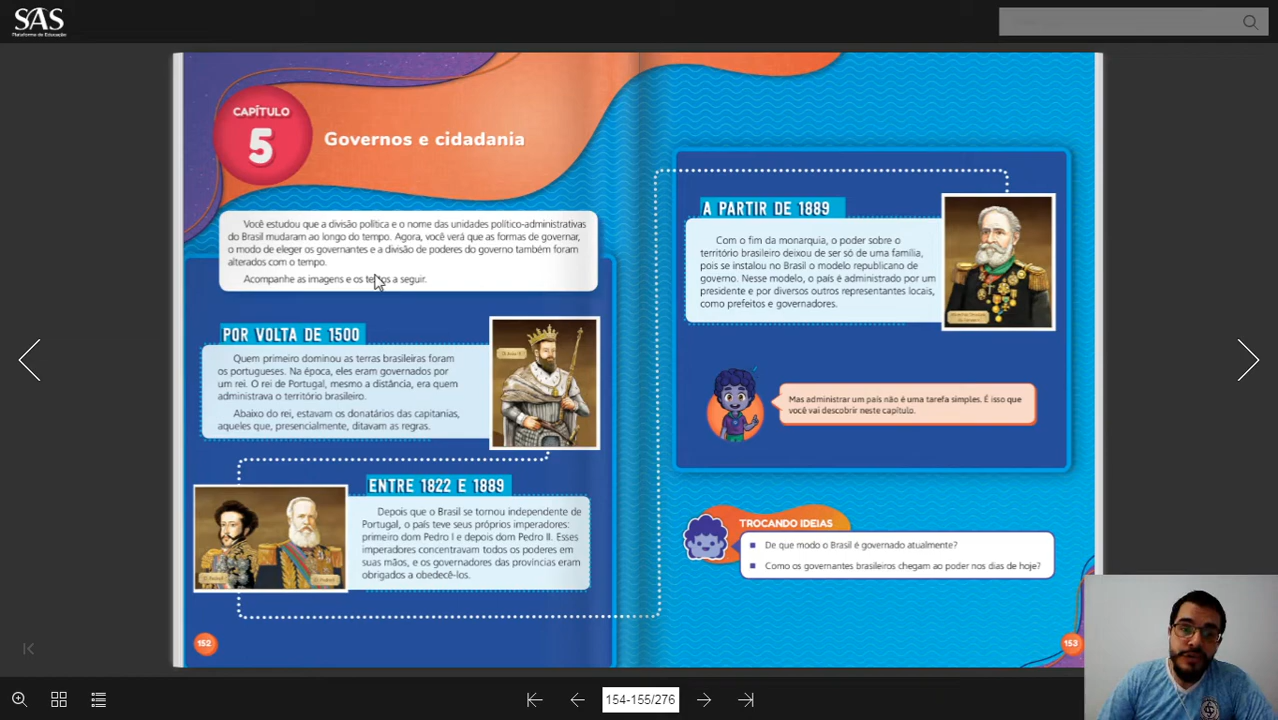 SAS
Plataforma de Educação
CAPÍTULO
5
Governos e cidadania
Você estudou que a divisão política e o nome das unidades político-administrativas
do Brasil mudaram ao longo do tempo. Agora, você verá que as formas de governar,
o modo de eleger os governantes e a divisão de poderes do governo também foram
alterados com o tempo.
Acompanhe as imagens e os textos a seguir.
POR VOLTA DE 1500
Quem primeiro dominou as terras brasileiras foram
os portugueses. Na época, eles eram governados por
um rei. O rei de Portugal, mesmo a distância, era quem
administrava o território brasileiro.
Abaixo do rei, estavam os donatários das capitanias,
aqueles que, presencialmente, ditavam as regras.
ENTRE 1822 E 1889
Depois que o Brasil se tornou independente de
Portugal, o país teve seus próprios imperadores:
primeiro dom Pedro I e depois dom Pedro II. Esses
imperadores concentravam todos os poderes em
suas mãos, e os governadores das províncias eram
obrigados a obedecê-los.
152
A PARTIR DE 1889
Com o fim da monarquia, o poder sobre o
território brasileiro deixou de ser só de uma família,
pois se instalou no Brasil o modelo republicano de
governo. Nesse modelo, o país é administrado por um
presidente e por diversos outros representantes locais,
como prefeitos e governadores.
Mas administrar um país não é uma tarefa simples. É isso que
você vai descobrir neste capítulo.
TROCANDO IDEIAS
De que modo o Brasil é governado atualmente?
Como os governantes brasileiros chegam ao poder nos dias de hoje?
153
154-155/276